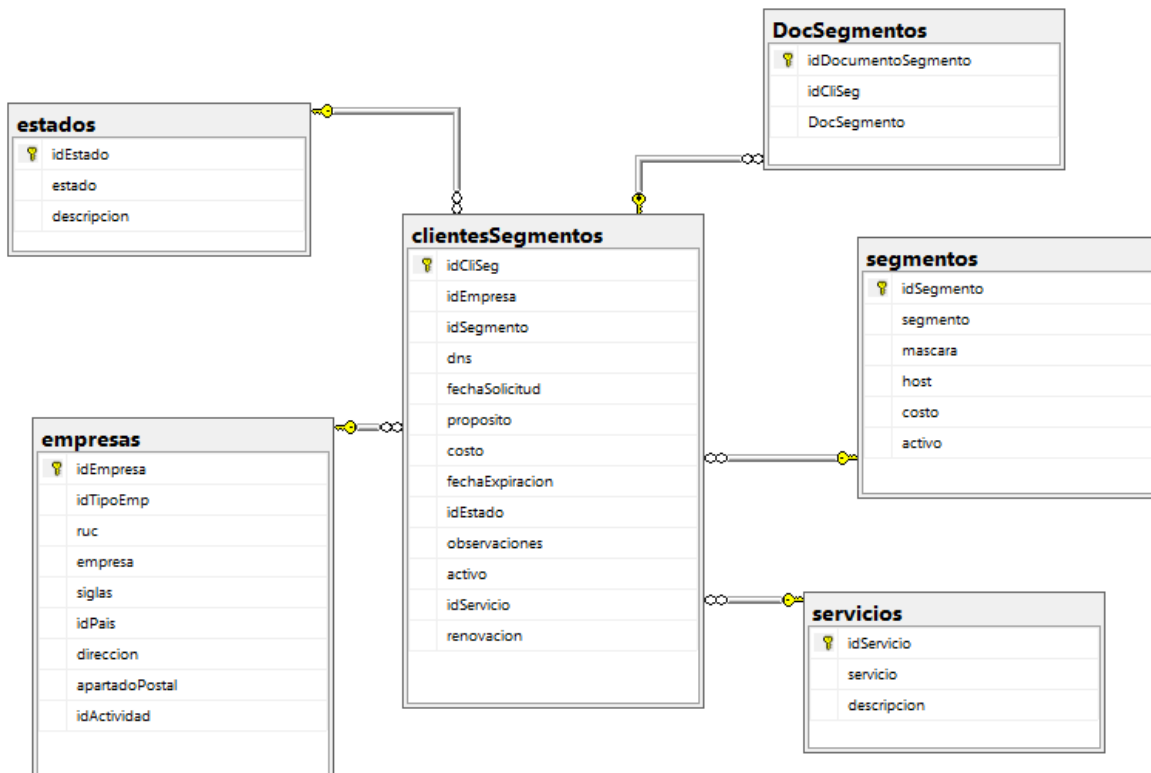 DocSegmentos
idDocumentoSegmento
idCliSeg
DocSegmento
estados
idEstado
estado
descripcion
clientesSegmentos
idCliSeg
idEmpresa
idSegmento
dns
fechaSolicitud
proposito
costo
fechaExpiracion
idEstado
observaciones
activo
idServicio
renovacion
segmentos
idSegmento
segmento
mascara
host
costo
activo
empresas
idEmpresa
idTipoEmp
ruc
empresa
siglas
idPais
direccion
apartadoPostal
idActividad
servicios
idServicio
servicio
descripcion